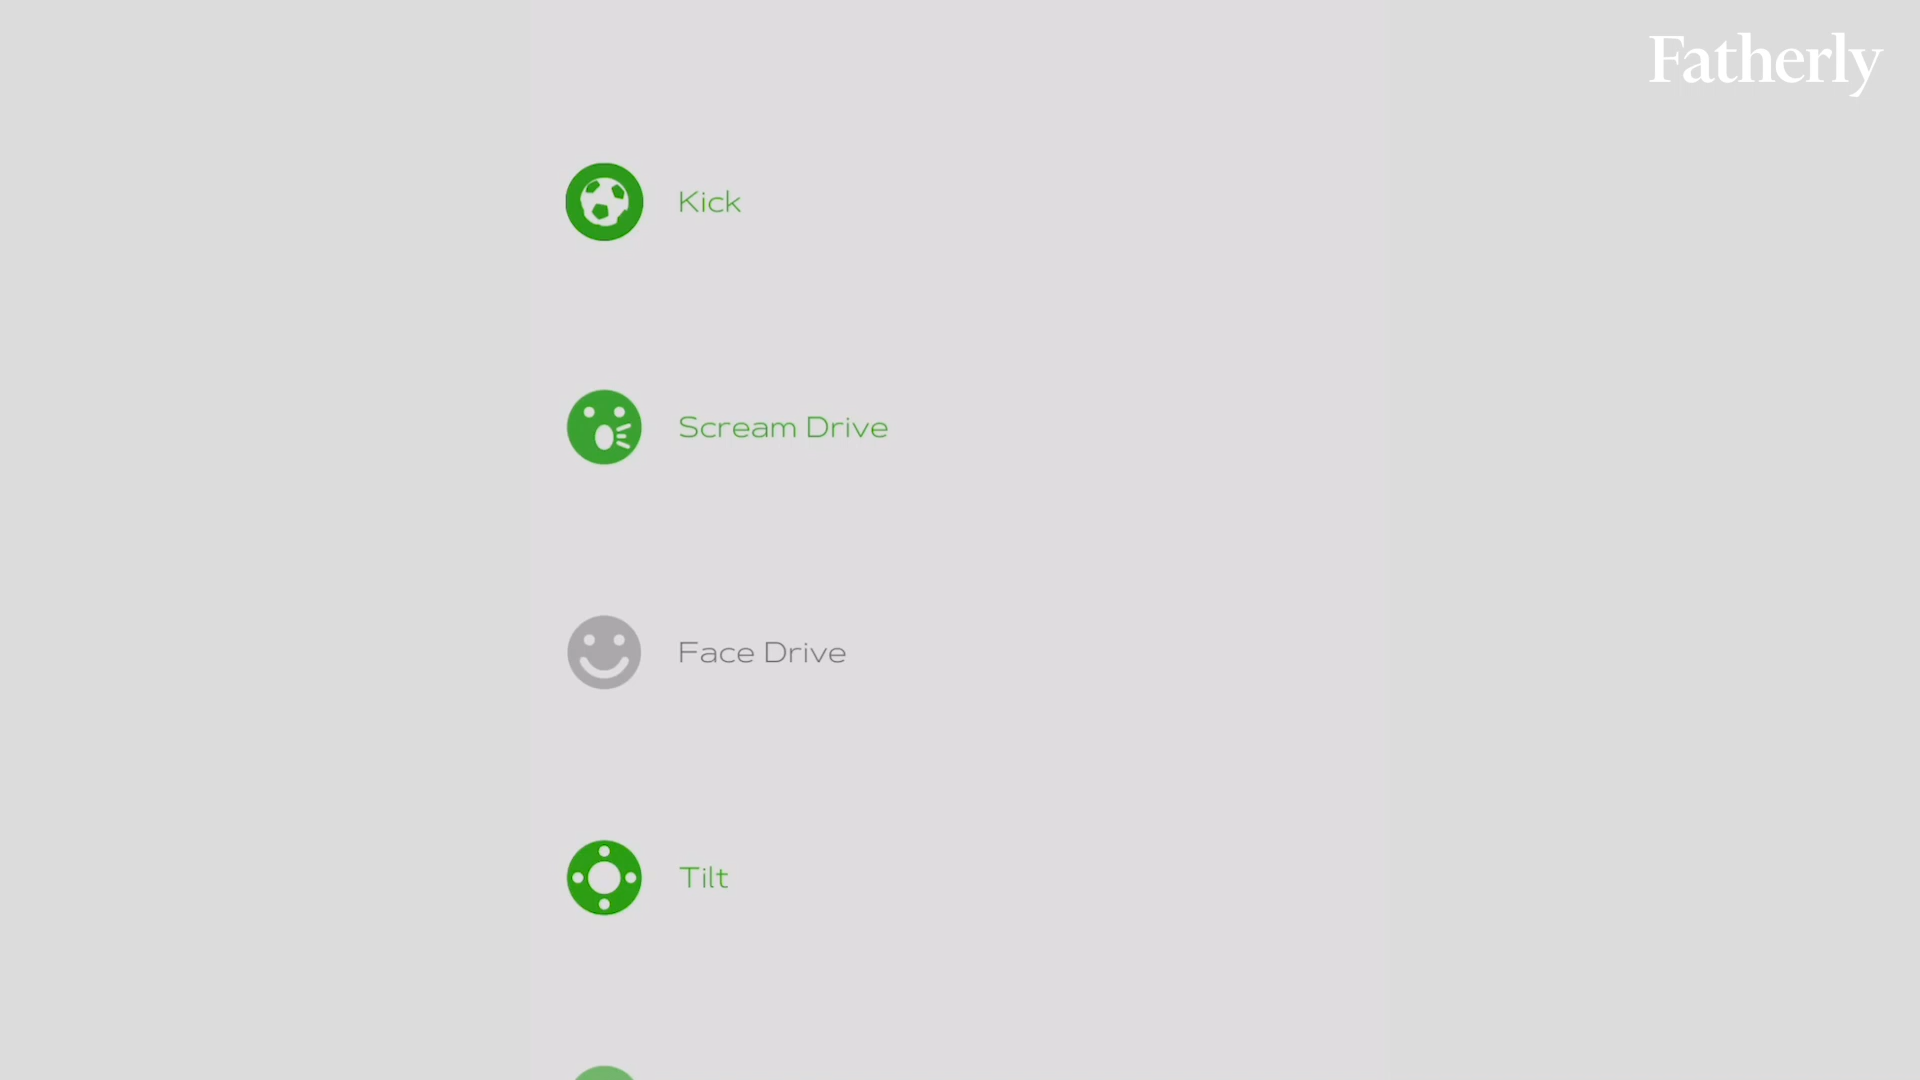 Fatherly
Kick
Scream Drive
Face Drive
Tilt